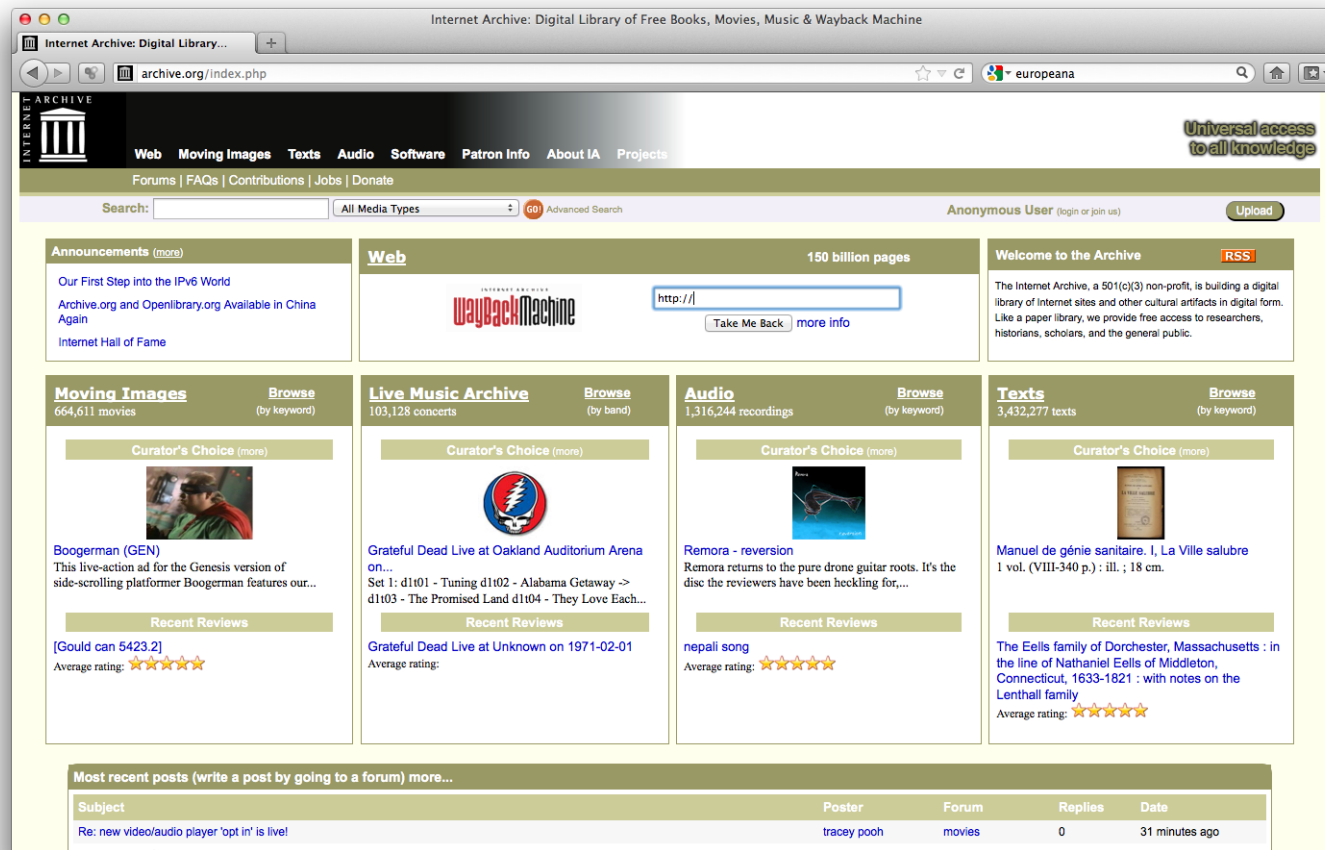 Internet Archive: Digital Library of Free Books, Movies, Music & Wayback Machine
Internet Archive: Digital Library...
archive.org/index.php
europeana
INTERNET ARCHIVE
Universal access
to all knowledge
Web Moving Images Texts Audio Software Patron Info About IA Projects
Forums | FAQs | Contributions | Jobs | Donate
Search: All Media Types GO! Advanced Search
Anonymous User (login or join us) Upload
Announcements (more)
Our First Step into the IPv6 World
Archive.org and Openlibrary.org Available in China
Again
Internet Hall of Fame
Web 150 billion pages
INTERNET ARCHIVE
WayBackMachine
http://
Take Me Back more info
Welcome to the Archive RSS
The Internet Archive, a 501(c)(3) non-profit, is building a digital
library of Internet sites and other cultural artifacts in digital form.
Like a paper library, we provide free access to researchers,
historians, scholars, and the general public.
Moving Images Browse
664,611 movies (by keyword)
Curator's Choice (more)
Boogerman (GEN)
This live-action ad for the Genesis version of
side-scrolling platformer Boogerman features our...
Recent Reviews
[Gould can 5423.2]
Average rating:
Live Music Archive Browse
103,128 concerts (by band)
Curator's Choice (more)
Grateful Dead Live at Oakland Auditorium Arena
on...
Set 1: d1t01 - Tuning d1t02 - Alabama Getaway ->
d1t03 - The Promised Land d1t04 - They Love Each...
Recent Reviews
Grateful Dead Live at Unknown on 1971-02-01
Average rating:
Audio Browse
1,316,244 recordings (by keyword)
Curator's Choice (more)
Remora
Remora - reversion
Remora returns to the pure drone guitar roots. It's the
disc the reviewers have been heckling for,...
Recent Reviews
nepali song
Average rating:
Texts Browse
3,432,277 texts (by keyword)
Curator's Choice (more)
LA VILLE SALUBRE
Manuel de génie sanitaire. I, La Ville salubre
1 vol. (VIII-340 p.) : ill. ; 18 cm.
Recent Reviews
The Eells family of Dorchester, Massachusetts : in
the line of Nathaniel Eells of Middleton,
Connecticut, 1633-1821 : with notes on the
Lenthall family
Average rating:
Most recent posts (write a post by going to a forum) more...
Subject Poster Forum Replies Date
Re: new video/audio player 'opt in' is live! tracey pooh movies 0 31 minutes ago